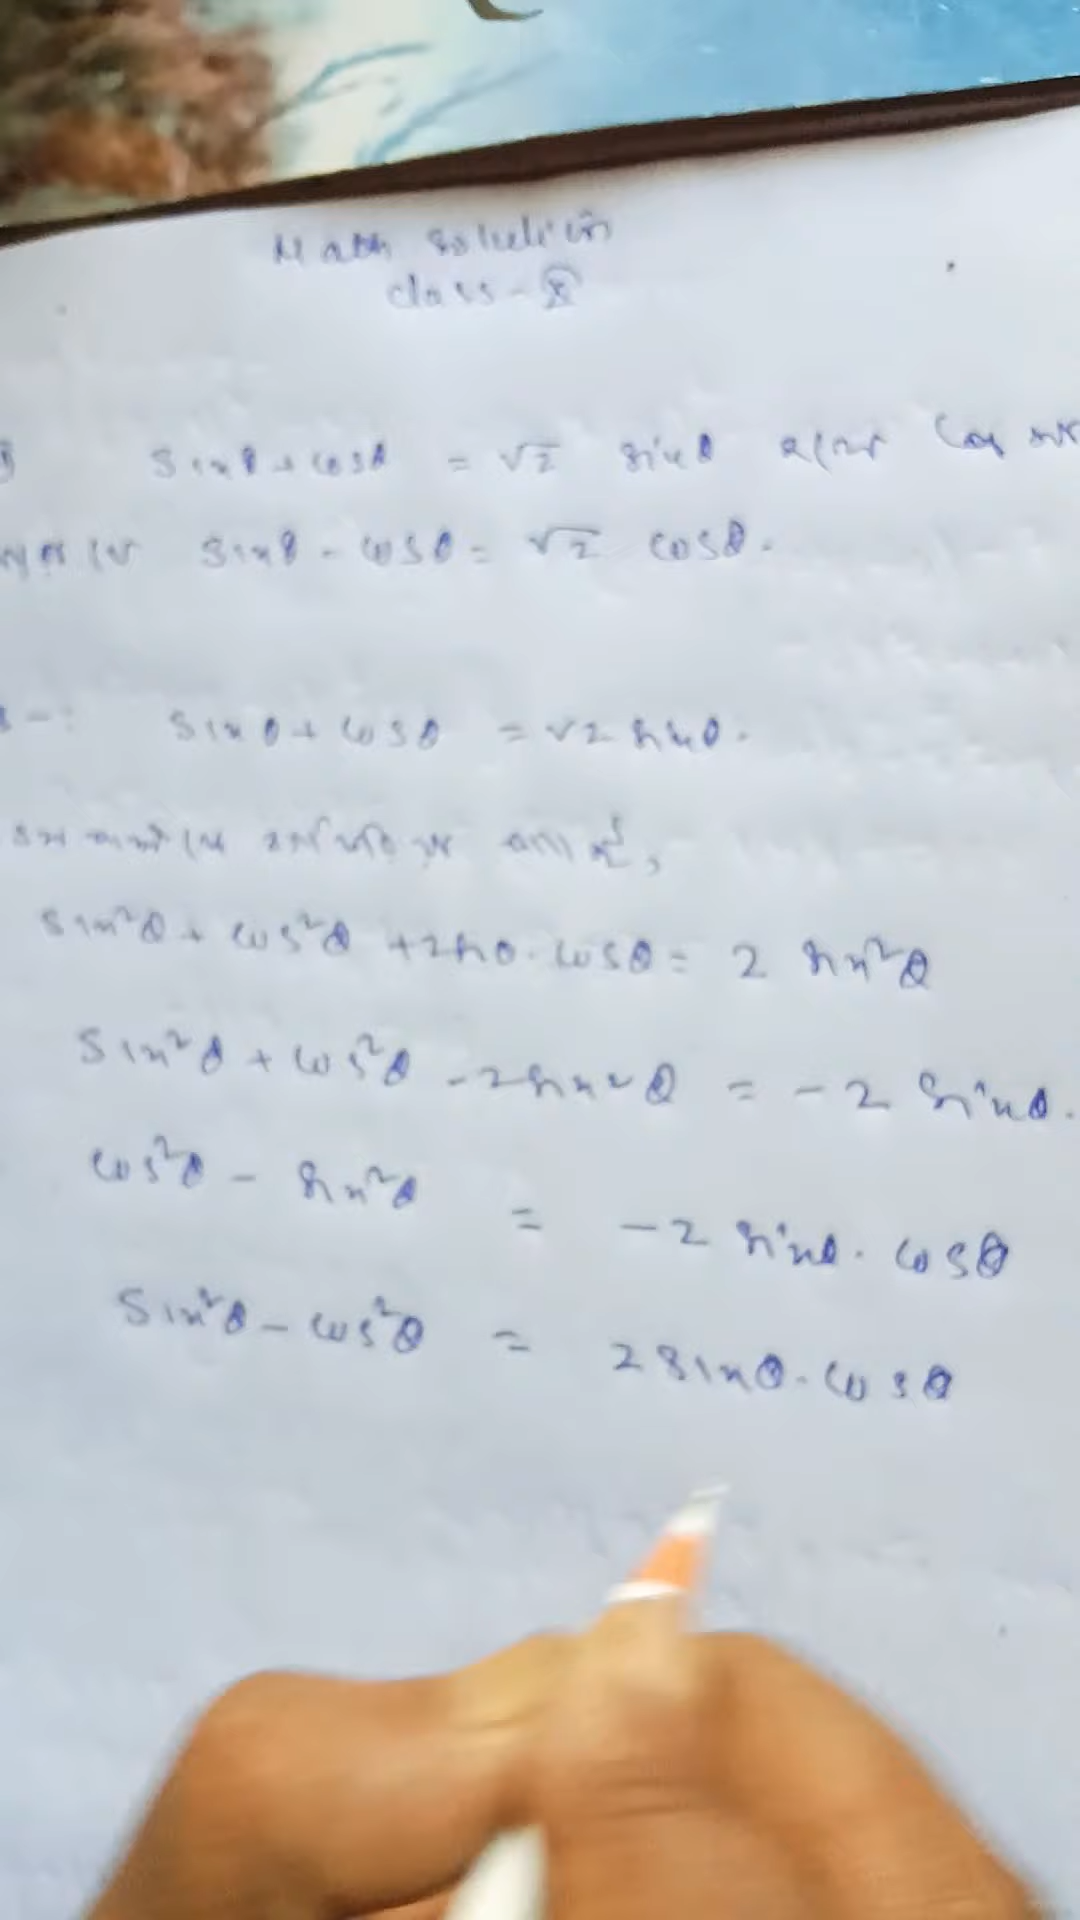 Math solution
class - X
sinθ + cosθ = √2 sinθ
sinθ - cosθ = √2 cosθ.
sinθ + cosθ = √2 sinθ.
sin²θ + cos²θ + 2sinθ. cosθ = 2 sin²θ
sin²θ + cos²θ - 2sin²θ = - 2 sinθ.
cos²θ - sin²θ = - 2 sinθ. cosθ
sin²θ - cos²θ = 2sinθ. cosθ